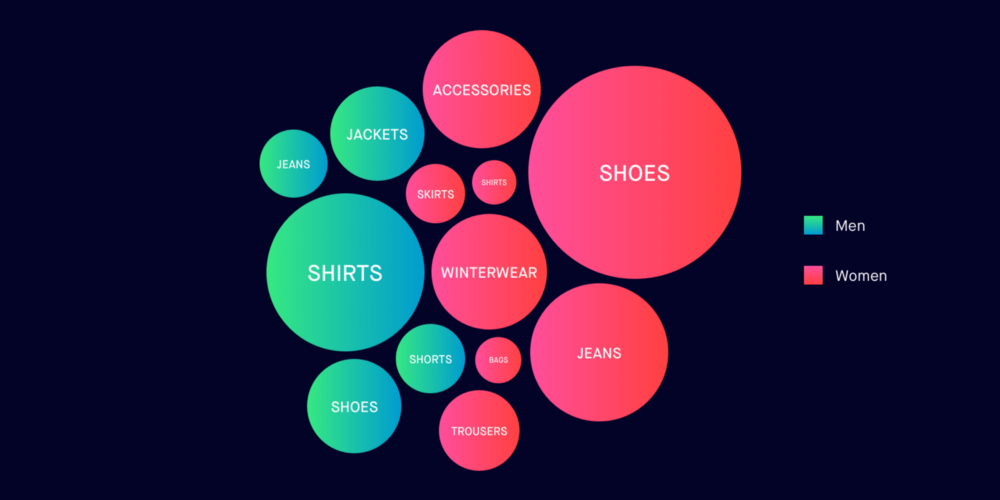 ACCESSORIES
JACKETS
JEANS
SHOES
SKIRTS
SHIRTS
SHIRTS
WINTERWEAR
Men
Women
SHORTS
BAGS
JEANS
SHOES
TROUSERS